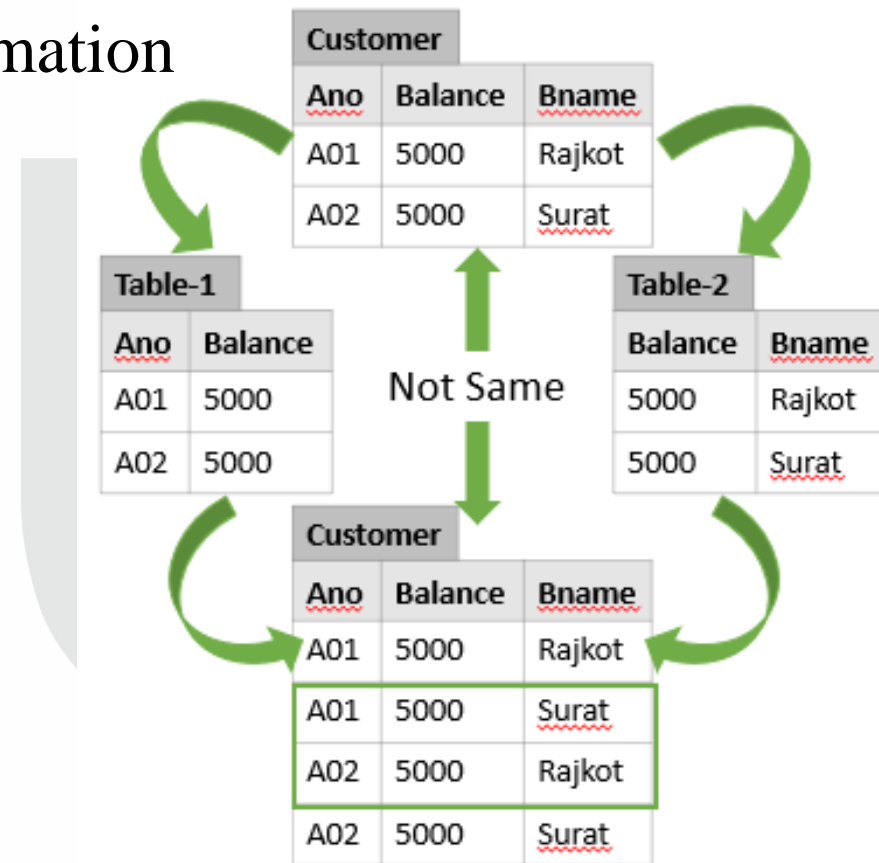 mation
Customer
Ano Balance Bname
A01 5000 Rajkot
A02 5000 Surat
Table-1
Ano Balance
A01 5000
A02 5000
Not Same
Table-2
Balance Bname
5000 Rajkot
5000 Surat
Customer
Ano Balance Bname
A01 5000 Rajkot
A01 5000 Surat
A02 5000 Rajkot
A02 5000 Surat